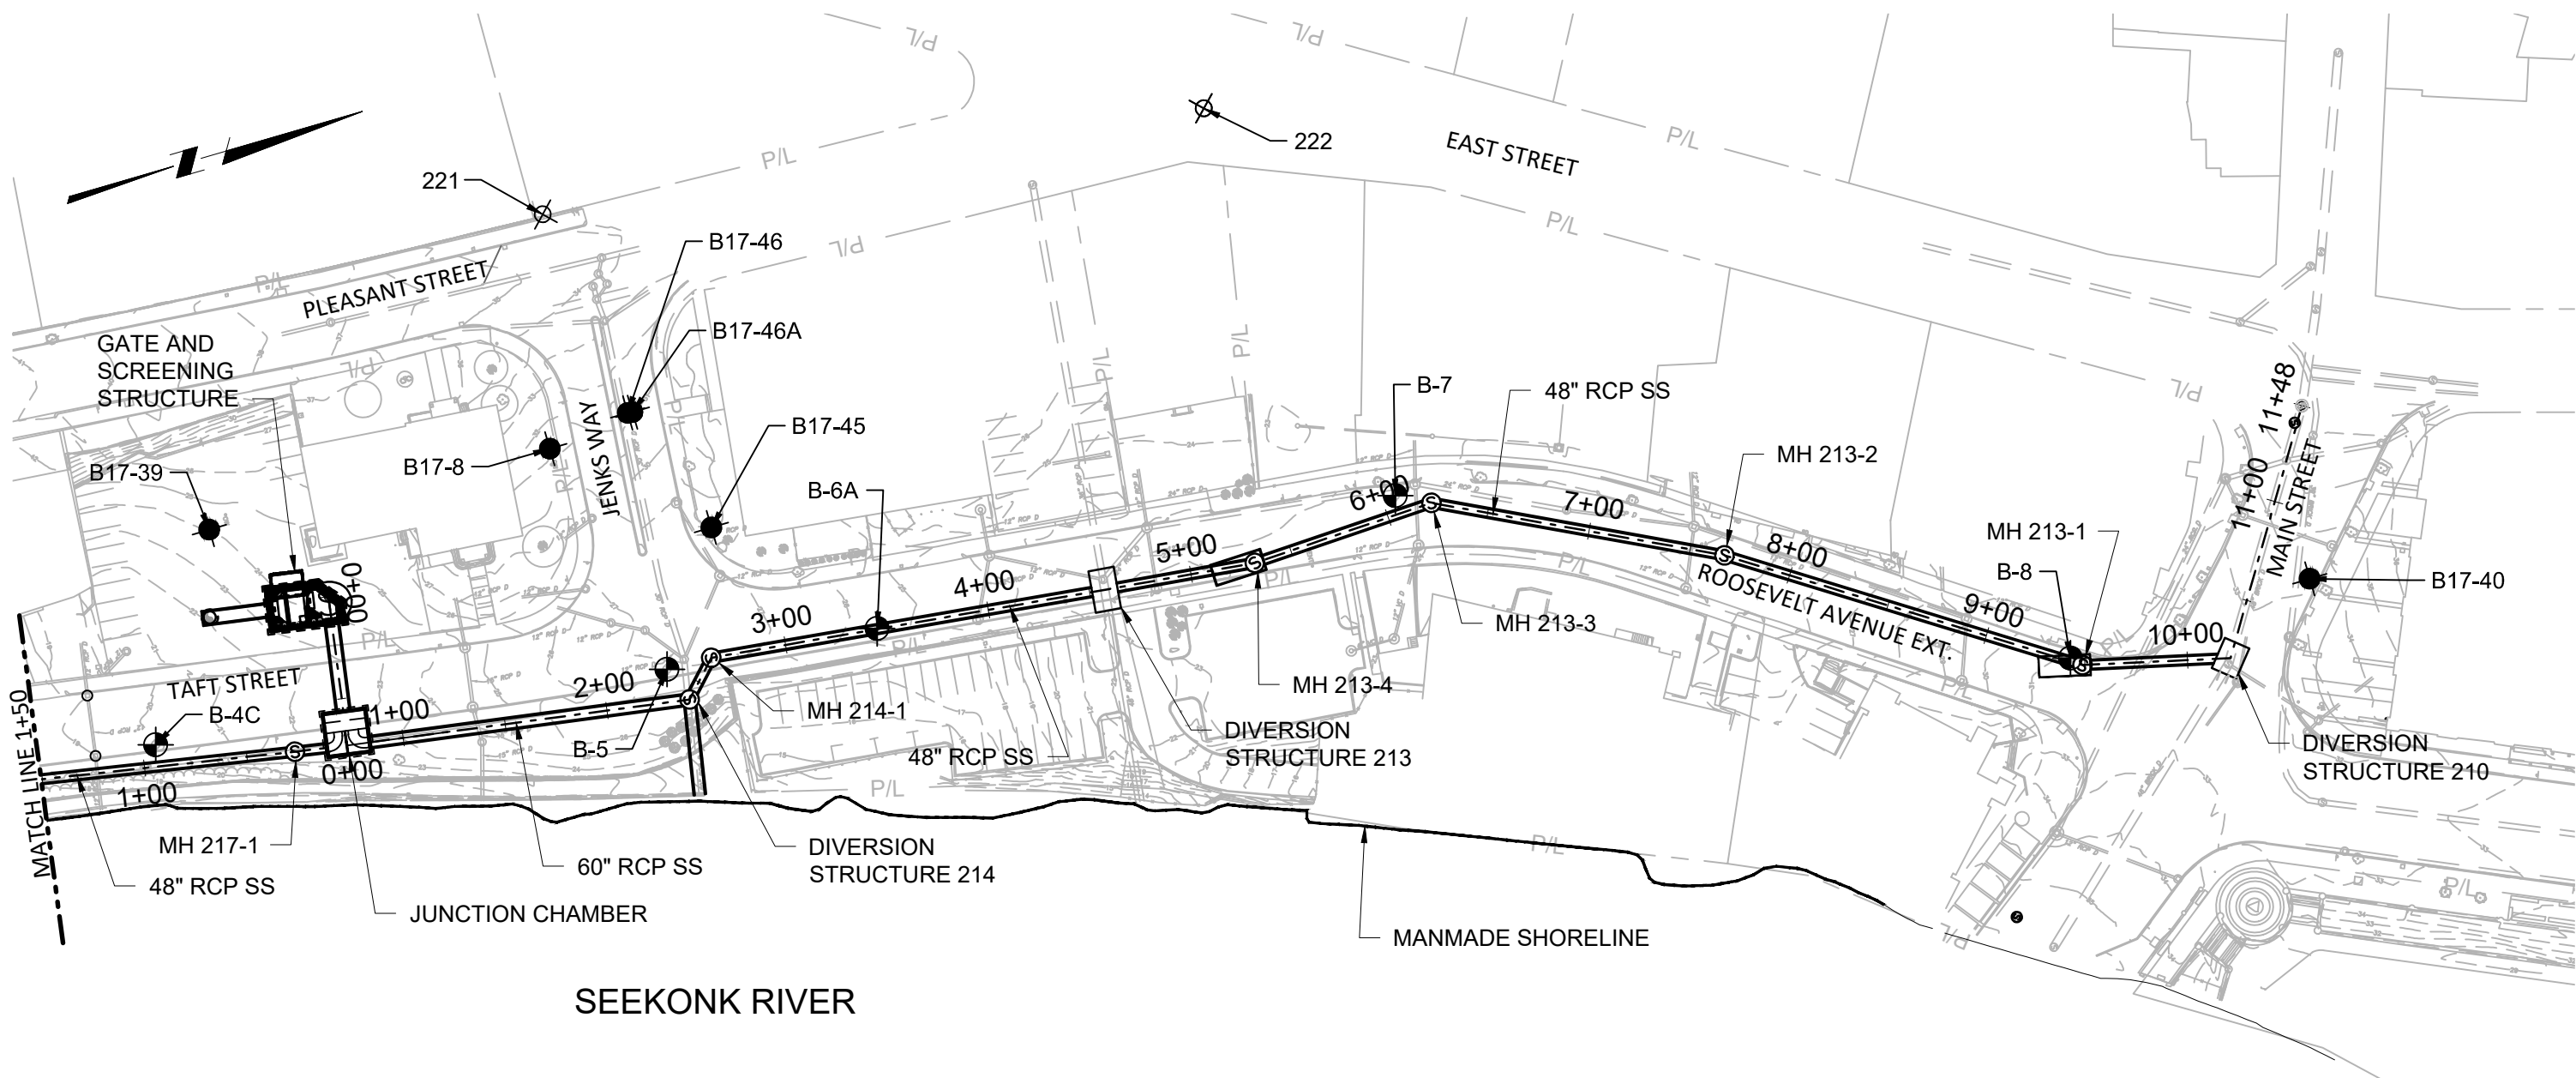 P/L
P/L
222
EAST STREET
P/L
P/L
221
P/L
P/L
B17-46
PLEASANT STREET
P/L
B17-46A
GATE AND
SCREENING
STRUCTURE
P/L
P/L
P/L
P/L
P/L
B-7
48" RCP SS
11+48
B17-45
JENKS WAY
B17-8
P/L
B17-39
B-6A
MH 213-2
6+00
7+00
11+00
MAIN STREET
MH 213-1
B-8
B17-40
5+00
8+00
P/L
P/L
ROOSEVELT AVENUE EXT.
0+00
4+00
3+00
9+00
MH 213-3
10+00
P/L
P/L
P/L
TAFT STREET
2+00
MH 213-4
B-4C
1+00
MH 214-1
MATCH LINE 1+50
B-5
48" RCP SS
DIVERSION
STRUCTURE 213
DIVERSION
STRUCTURE 210
0+00
1+00
P/L
MH 217-1
DIVERSION
STRUCTURE 214
P/L
60" RCP SS
48" RCP SS
P/L
JUNCTION CHAMBER
MANMADE SHORELINE
P/L
SEEKONK RIVER